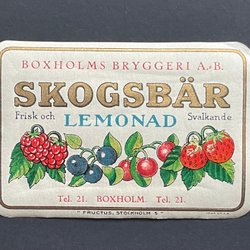 BOXHOLMS BRYGGERI A.-B.
SKOGSBÄR
Frisk och LEMONAD Svalkande
Tel. 21. BOXHOLM. Tel. 21.
"FRUCTUS, STOCKHOLM 5"